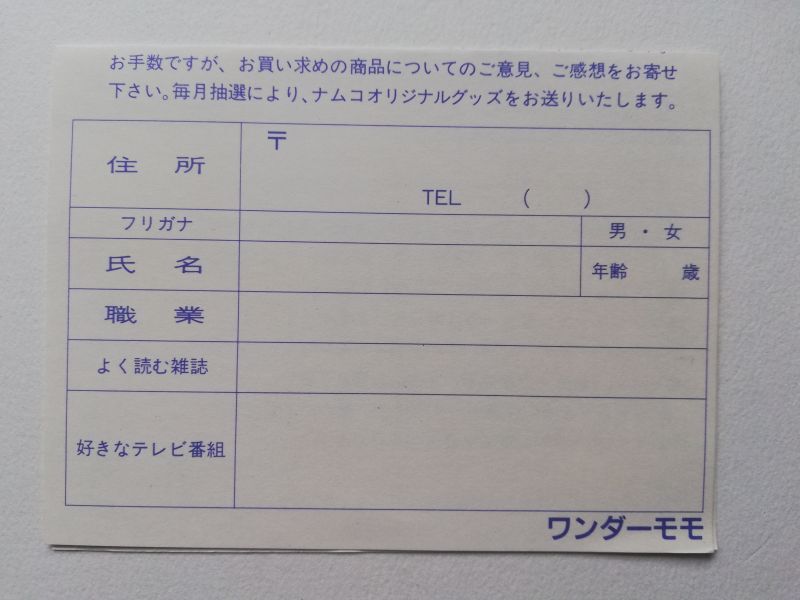 お手数ですが、お買い求めの商品についてのご意見、ご感想をお寄せ
下さい。毎月抽選により、ナムコオリジナルグッズをお送りいたします。
住 所
〒
TEL ( )
フリガナ
男 ・ 女
氏 名
年齢 歳
職 業
よく読む雑誌
好きなテレビ番組
ワンダーモモ